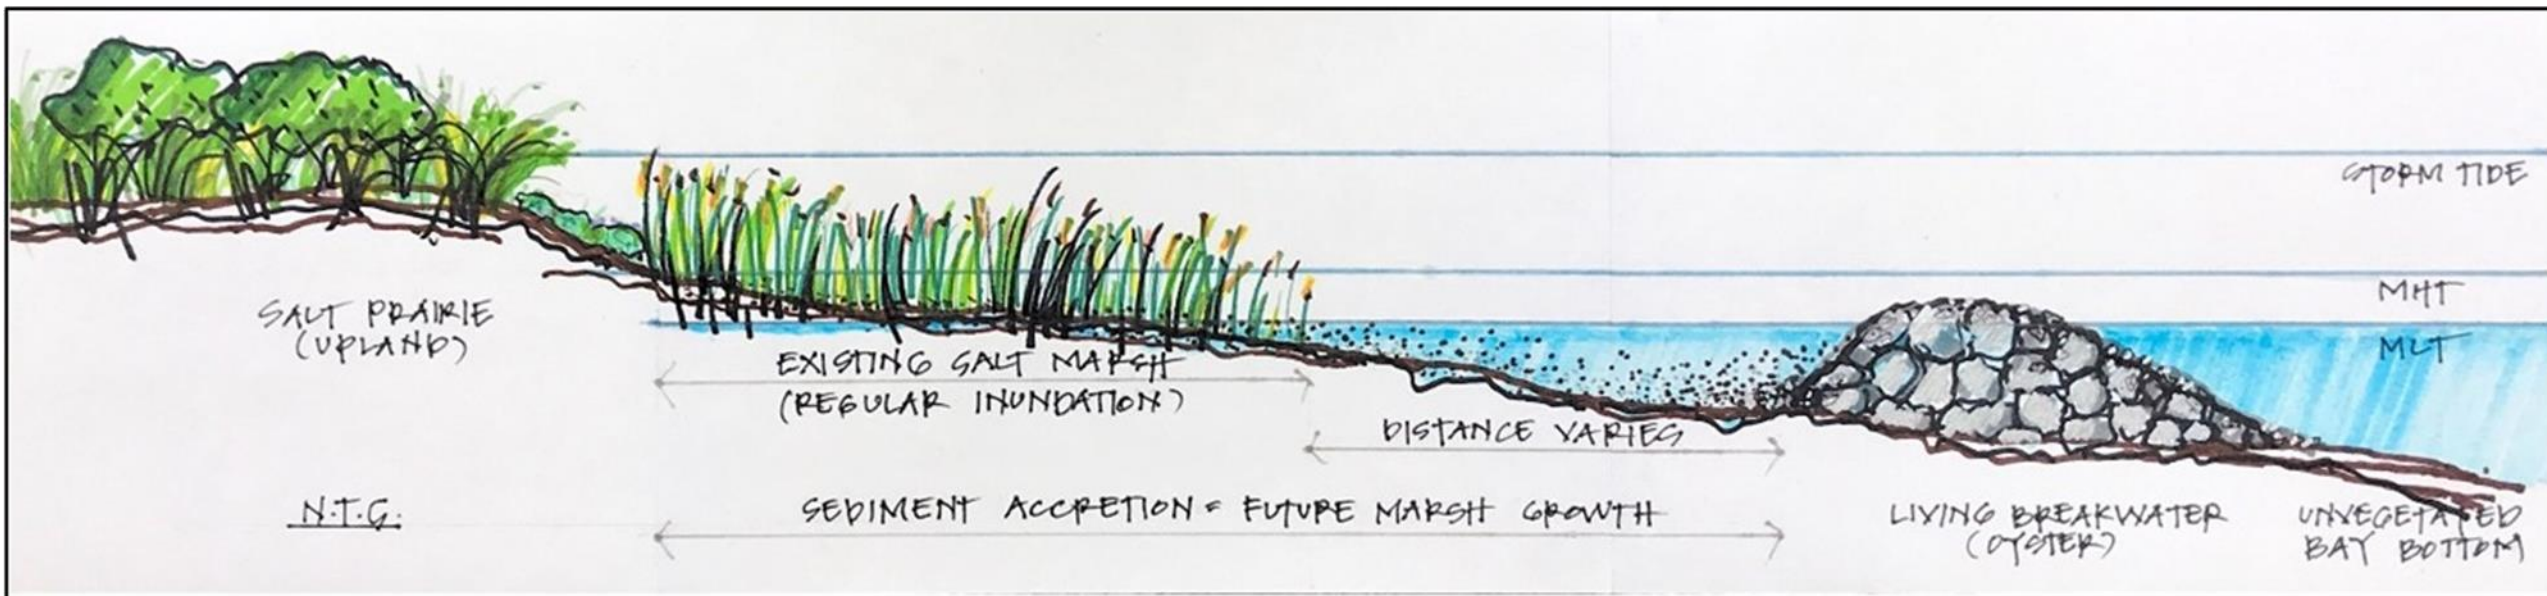 STORM TIDE
MHT
MLT
SALT PRAIRIE
(UPLAND)
EXISTING SALT MARSH
(REGULAR INUNDATION)
DISTANCE VARIES
N.T.S.
SEDIMENT ACCRETION = FUTURE MARSH GROWTH
LIVING BREAKWATER
(OYSTER)
UNVEGETATED
BAY BOTTOM